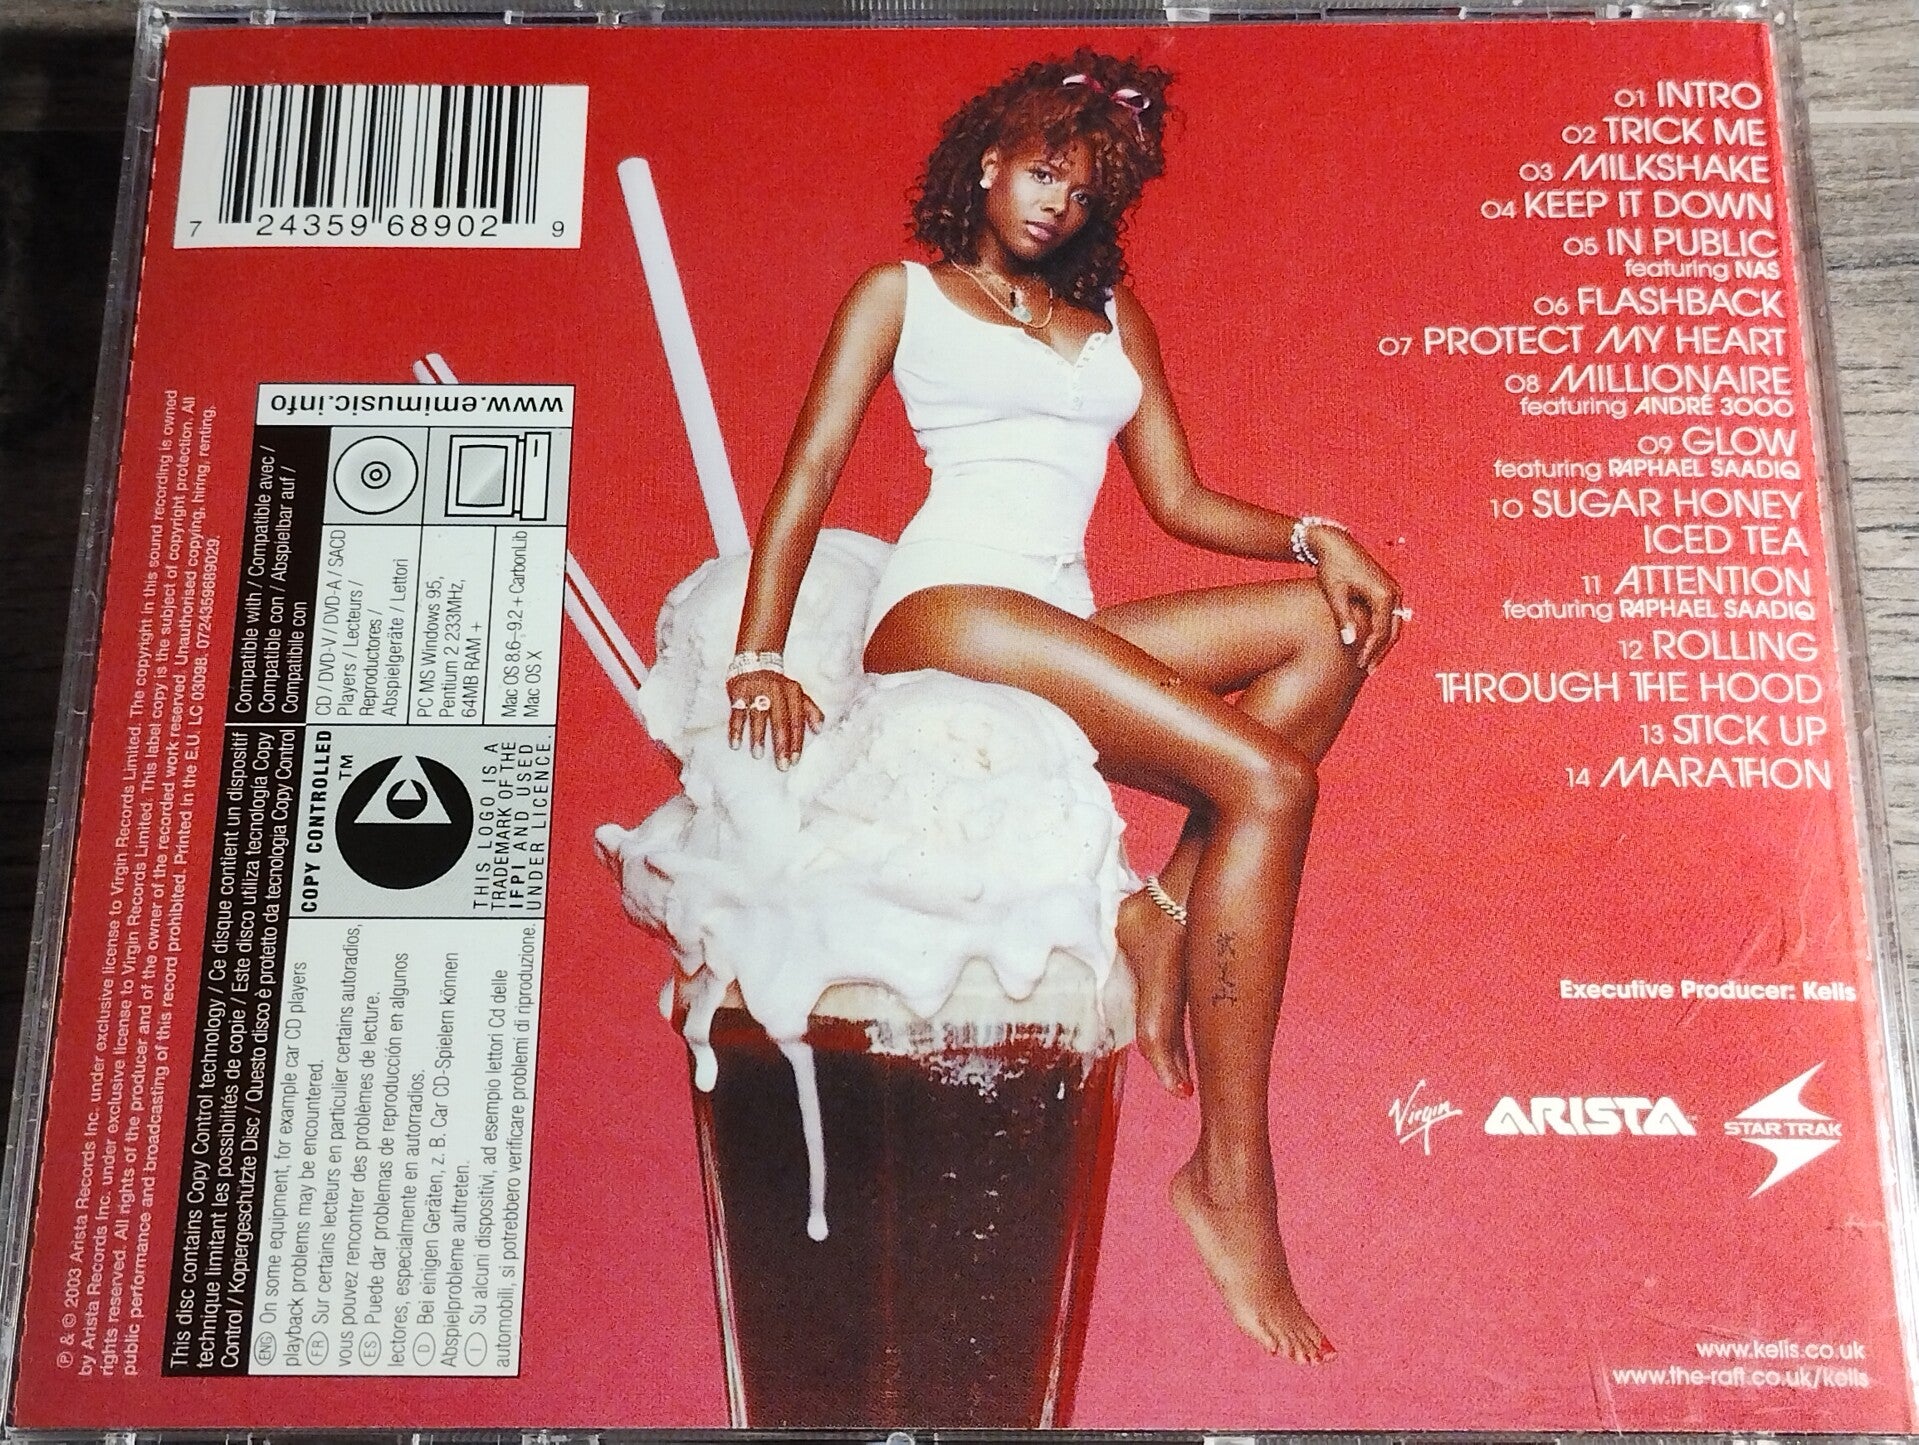 7 24359 68902 9
01 INTRO
02 TRICK ME
03 MILKSHAKE
04 KEEP IT DOWN
05 IN PUBLIC
featuring NAS
06 FLASHBACK
07 PROTECT MY HEART
08 MILLIONAIRE
featuring ANDRÉ 3000
09 GLOW
featuring RAPHAEL SAADIQ
10 SUGAR HONEY
ICED TEA
11 ATTENTION
featuring RAPHAEL SAADIQ
12 ROLLING
THROUGH THE HOOD
13 STICK UP
14 MARATHON
Executive Producer: Kelis
Virgin
ARISTA
STAR TRAK
www.kelis.co.uk
www.the-raft.co.uk/kelis
℗ & © 2003 Arista Records Inc. under exclusive license to Virgin Records Limited. The copyright in this sound recording is owned
by Arista Records Inc. under exclusive license to Virgin Records Limited. This label copy is the subject of copyright protection. All
rights reserved. All rights of the producer and of the owner of the recorded work reserved. Unauthorised copying, hiring, renting,
public performance and broadcasting of this record prohibited. Printed in the E.U. LC 03098. 0724359689029.
This disc contains Copy Control technology / Ce disque contient un dispositif
technique limitant les possibilités de copie / Este disco utiliza tecnología Copy
Control / Kopiergeschützte Disc / Questo disco è protetto da tecnologia Copy Control
Compatible with / Compatible avec /
Compatible con / Abspielbar auf /
Compatibile con
www.emimusic.info
CD / DVD-V / DVD-A / SACD
Players / Lecteurs /
Reproductores /
Abspielgeräte / Lettori
PC MS Windows 95,
Pentium 2 233MHz,
64MB RAM +
Mac OS 8.6–9.2 + CarbonLib
Mac OS X
COPY CONTROLLED
TM
C
THIS LOGO IS A
TRADEMARK OF THE
IFPI AND USED
UNDER LICENCE.
ENG On some equipment, for example car CD players
playback problems may be encountered.
FR Sur certains lecteurs en particulier certains autoradios,
vous pouvez rencontrer des problèmes de lecture.
ES Puede dar problemas de reproducción en algunos
lectores, especialmente en autorradios.
D Bei einigen Geräten, z. B. Car CD-Spielern können
Abspielprobleme auftreten.
I Su alcuni dispositivi, ad esempio lettori Cd delle
automobili, si potrebbero verificare problemi di riproduzione.